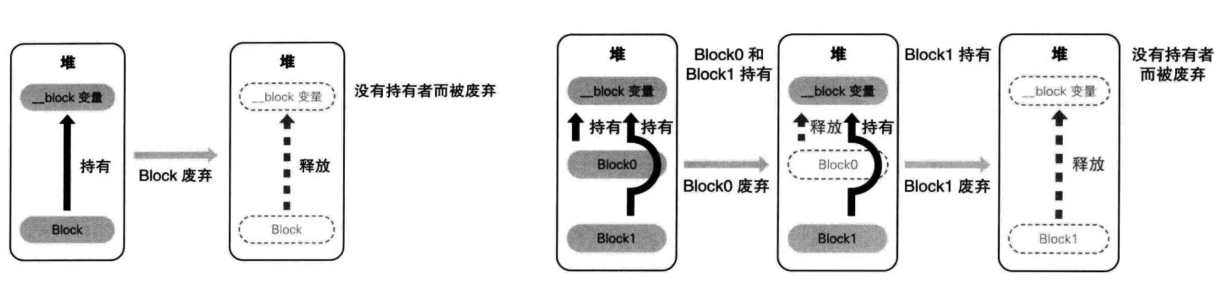 堆
__block 变量
持有
Block
Block 废弃
堆
__block 变量
释放
Block
没有持有者而被废弃
堆
__block 变量
持有 持有
Block0
Block1
Block0 和
Block1 持有
Block0 废弃
堆
__block 变量
释放 持有
Block0
Block1
Block1 持有
Block1 废弃
堆
__block 变量
释放
Block1
没有持有者
而被废弃